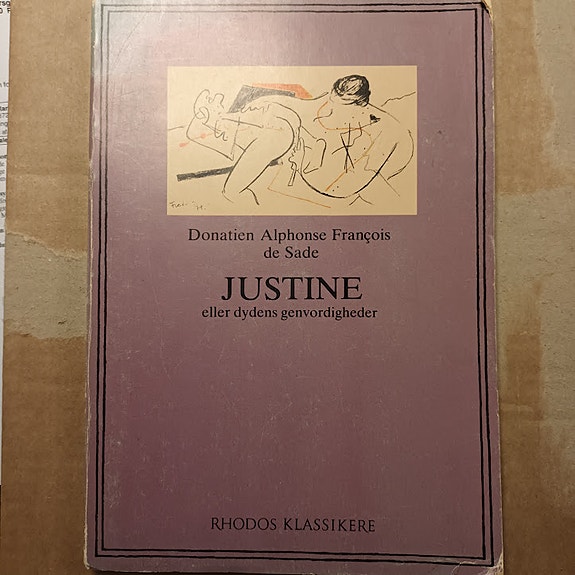 Donatien Alphonse François
de Sade
JUSTINE
eller dydens genvordigheder
RHODOS KLASSIKERE